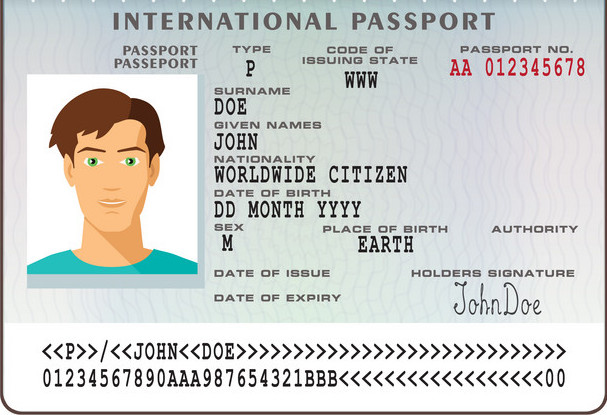 INTERNATIONAL PASSPORT
PASSPORT
PASSEPORT
TYPE
P
CODE OF
ISSUING STATE
WWW
PASSPORT NO.
AA 012345678
SURNAME
DOE
GIVEN NAMES
JOHN
NATIONALITY
WORLDWIDE CITIZEN
DATE OF BIRTH
DD MONTH YYYY
SEX
M
PLACE OF BIRTH
EARTH
AUTHORITY
DATE OF ISSUE
HOLDERS SIGNATURE
JohnDoe
DATE OF EXPIRY
<<P>>/<<JOHN<<DOE>>>>>>>>>>>>>>>>>>>>>>>
01234567890AAA987654321BBB<<<<<<<<<<<<<<<<00